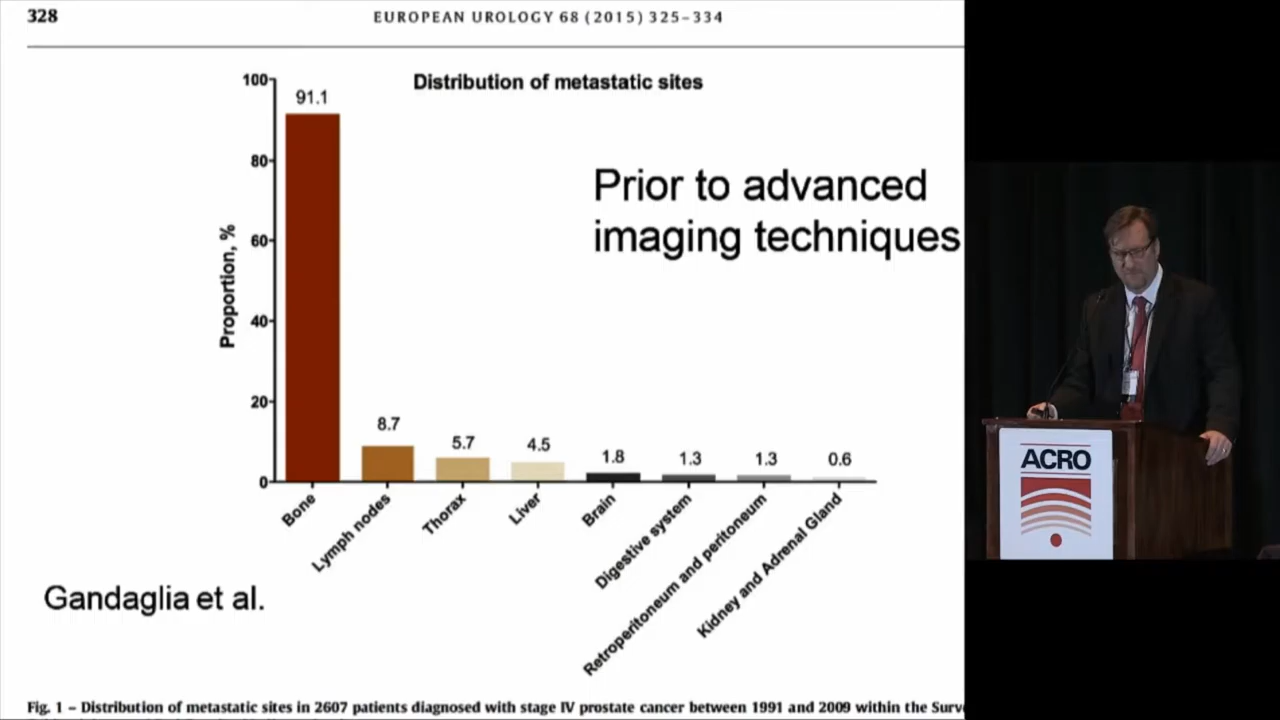 328
EUROPEAN UROLOGY 68 (2015) 325–334
Distribution of metastatic sites
Prior to advanced
imaging techniques
Proportion, %
100
80
60
40
20
0
91.1
8.7
5.7
4.5
1.8
1.3
1.3
0.6
Bone
Lymph nodes
Thorax
Liver
Brain
Digestive system
Retroperitoneum and peritoneum
Kidney and Adrenal Gland
Gandaglia et al.
Fig. 1 – Distribution of metastatic sites in 2607 patients diagnosed with stage IV prostate cancer between 1991 and 2009 within the
ACRO